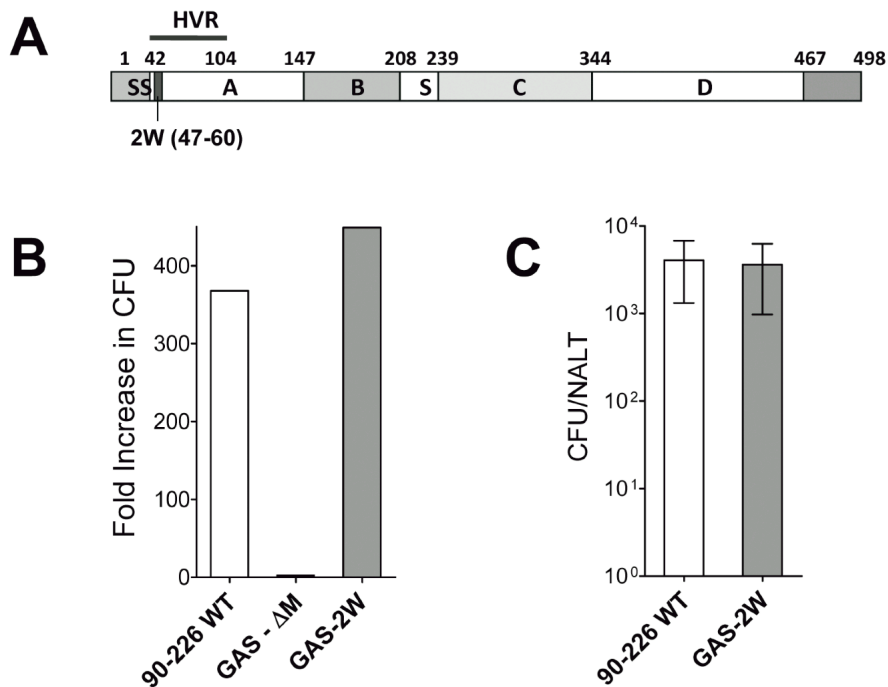 A
HVR
1 42 104 147 208 239 344 467 498
SS A B S C D
2W (47-60)
B
Fold Increase in CFU
400
300
200
100
0
90-226 WT
GAS - ΔM
GAS-2W
C
CFU/NALT
10⁴
10³
10²
10¹
10⁰
90-226 WT
GAS-2W